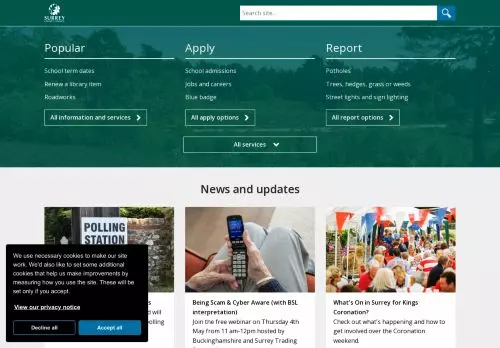 SURREY
Search site...
Popular
Apply
Report
School term dates
School admissions
Potholes
Renew a library item
Jobs and careers
Trees, hedges, grass or weeds
Roadworks
Blue badge
Street lights and sign lighting
All information and services
All apply options
All report options
All services
News and updates
POLLING
STATION
We use necessary cookies to make our site
work. We'd also like to set some additional
cookies that help us make improvements by
measuring how you use the site. These will be
set only if you accept.
View our privacy notice
Decline all
Accept all
Being Scam & Cyber Aware (with BSL
interpretation)
Join the free webinar on Thursday 4th
May from 11 am-12pm hosted by
Buckinghamshire and Surrey Trading
What's On in Surrey for Kings
Coronation?
Check out what's happening and how to
get involved over the Coronation
weekend.